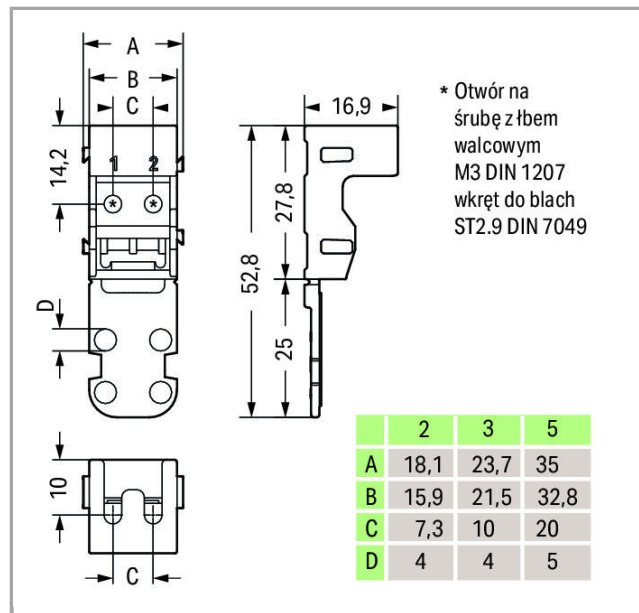 A
B
C
16,9
* Otwór na
śrubę z łbem
walcowym
M3 DIN 1207
wkręt do blach
ST2.9 DIN 7049
14,2
1 2
* *
27,8
52,8
D
25
10
C
2 3 5
A 18,1 23,7 35
B 15,9 21,5 32,8
C 7,3 10 20
D 4 4 5